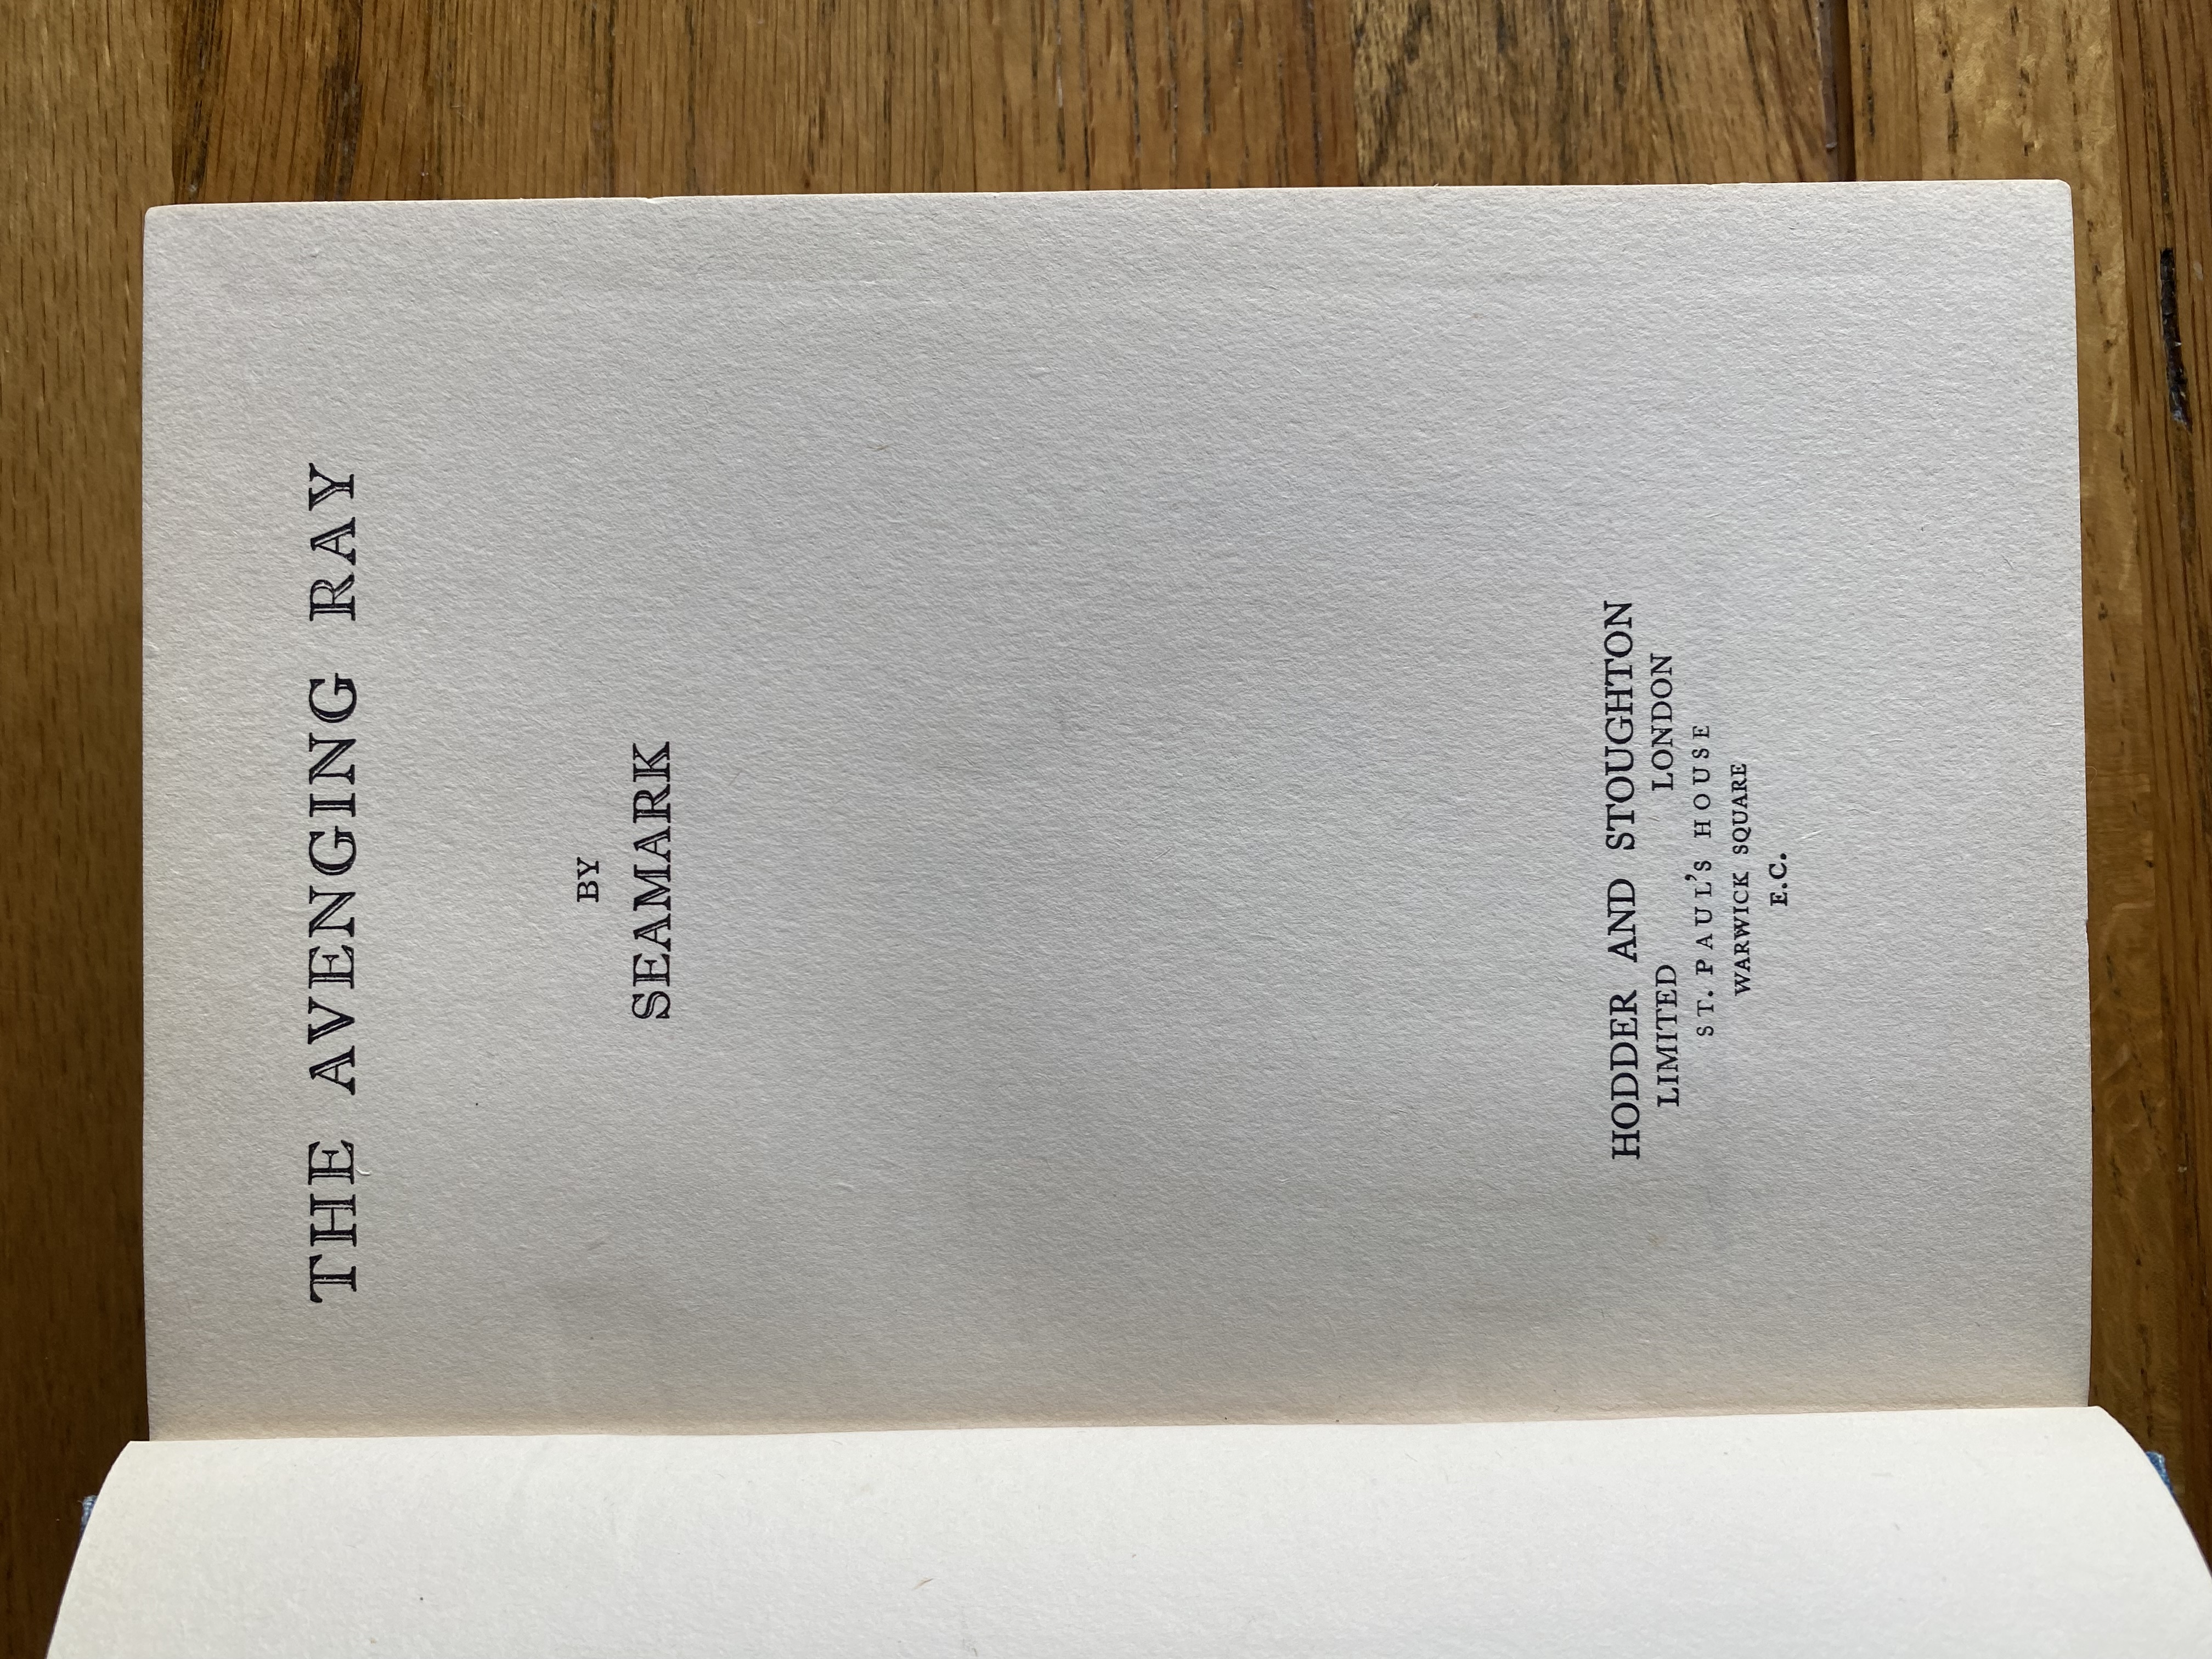 THE AVENGING RAY
BY
SEAMARK
HODDER AND STOUGHTON
LIMITED LONDON
ST. PAUL'S HOUSE
WARWICK SQUARE
E.C.